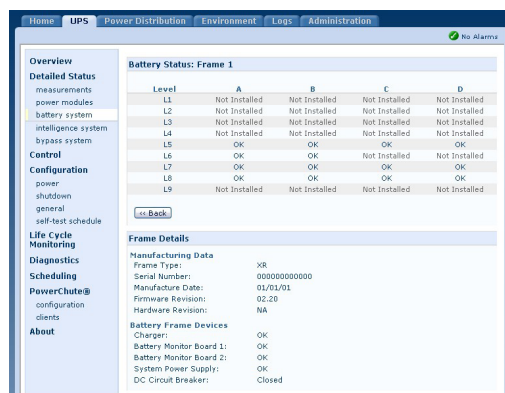 Home UPS Power Distribution Environment Logs Administration
No Alarms
Overview
Detailed Status
measurements
power modules
battery system
intelligence system
bypass system
Control
Configuration
power
shutdown
general
self-test schedule
Life Cycle
Monitoring
Diagnostics
Scheduling
PowerChute®
configuration
clients
About
Battery Status: Frame 1
Level A B C D
L1 Not Installed Not Installed Not Installed Not Installed
L2 Not Installed Not Installed Not Installed Not Installed
L3 Not Installed Not Installed Not Installed Not Installed
L4 Not Installed Not Installed Not Installed Not Installed
L5 OK OK OK OK
L6 OK OK Not Installed Not Installed
L7 OK OK OK OK
L8 OK OK OK OK
L9 Not Installed Not Installed Not Installed Not Installed
<< Back
Frame Details
Manufacturing Data
Frame Type: XR
Serial Number: 000000000000
Manufacture Date: 01/01/01
Firmware Revision: 02.20
Hardware Revision: NA
Battery Frame Devices
Charger: OK
Battery Monitor Board 1: OK
Battery Monitor Board 2: OK
System Power Supply: OK
DC Circuit Breaker: Closed